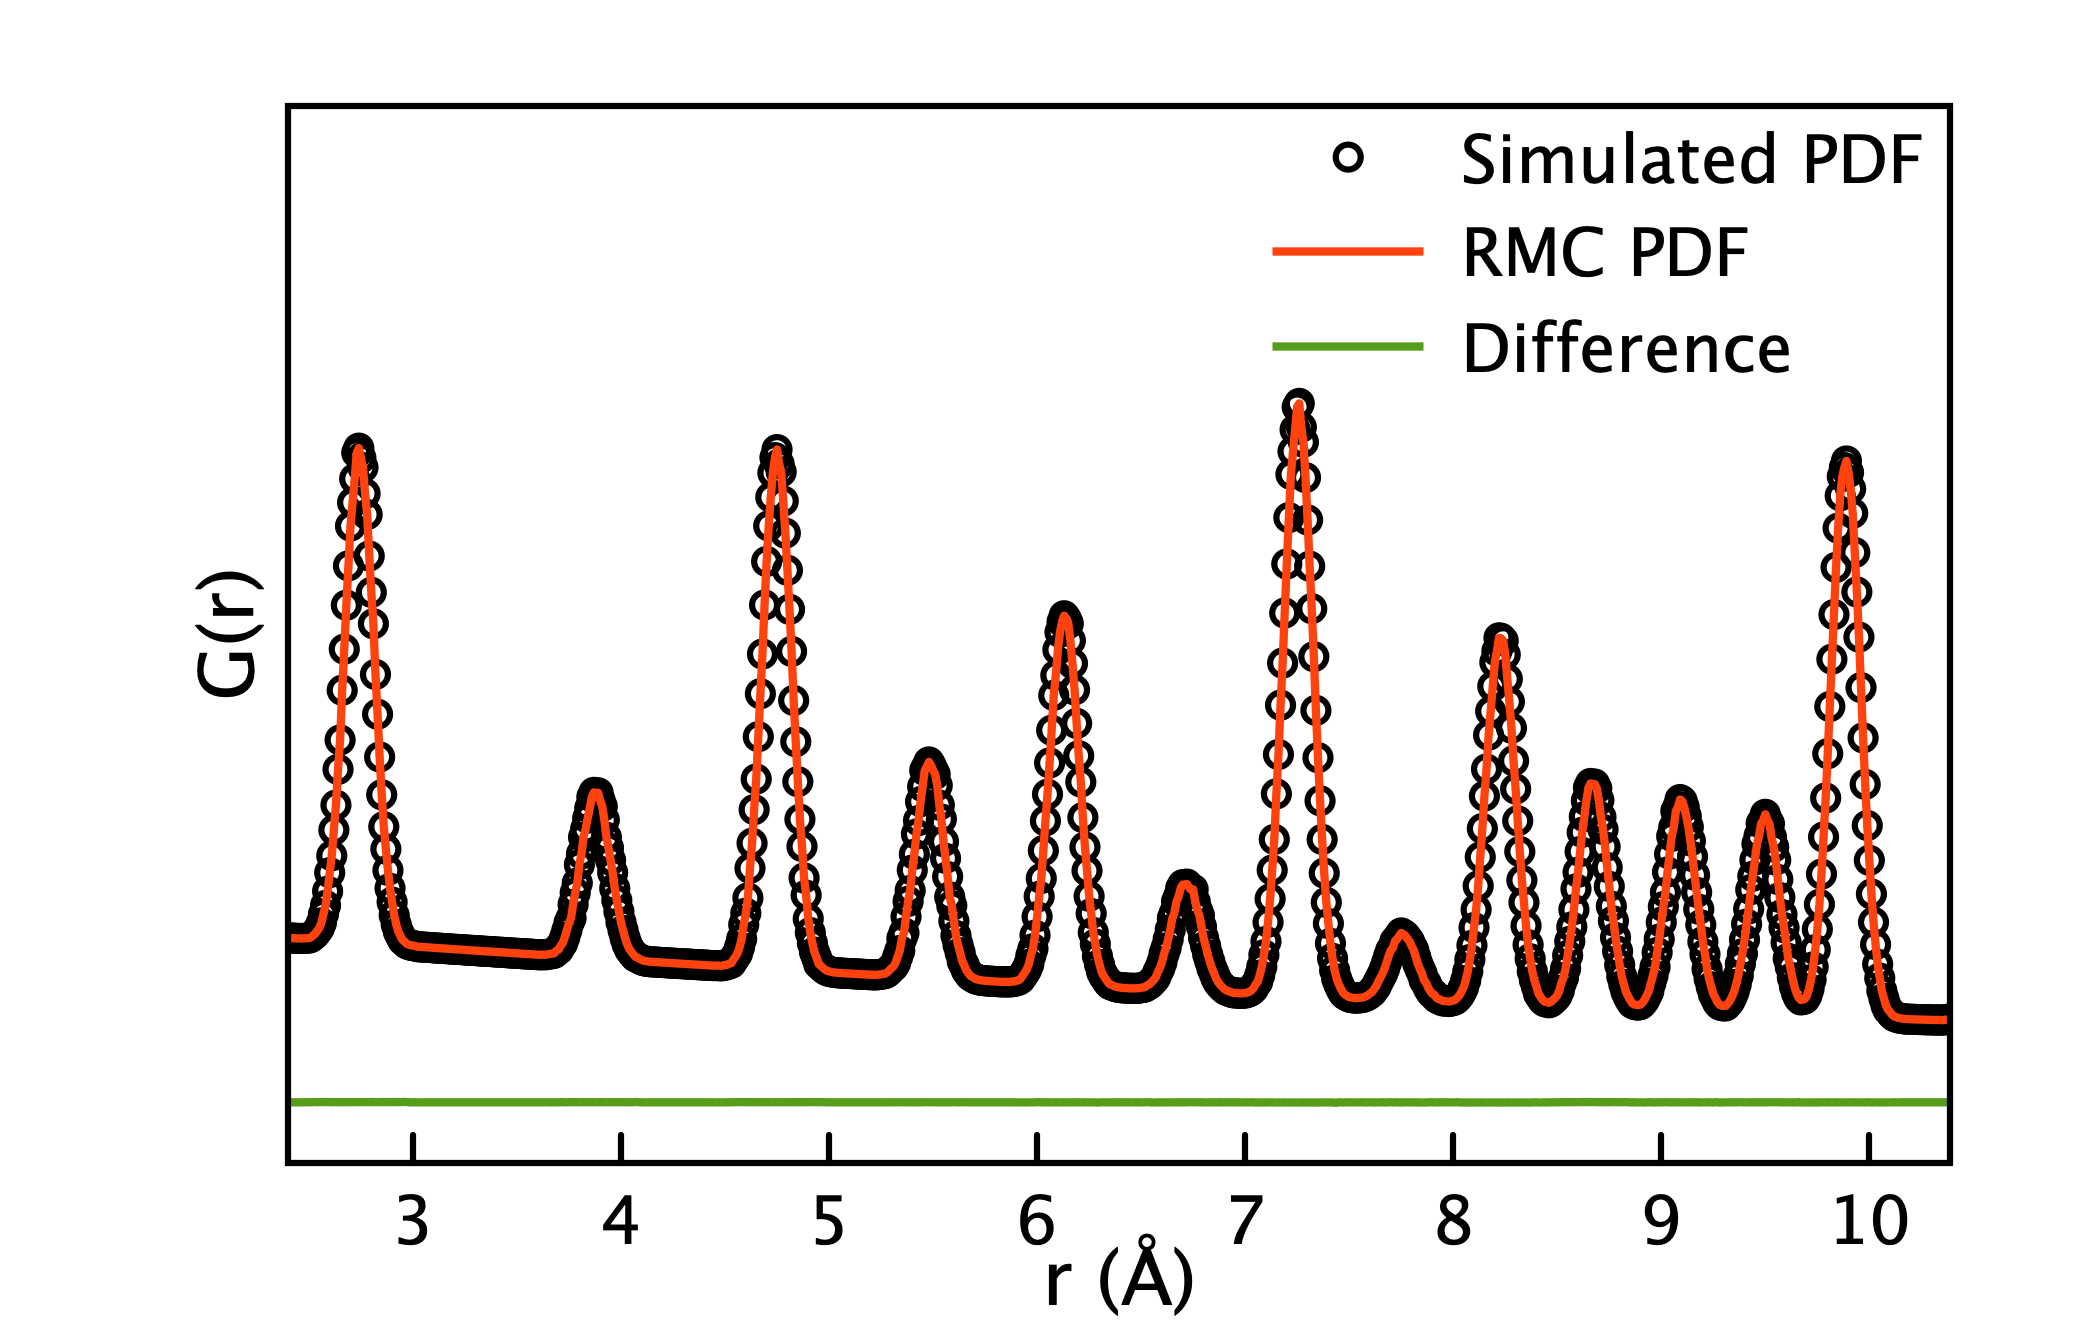 Simulated PDF
RMC PDF
Difference
G(r)
3 4 5 6 7 8 9 10
r (Å)